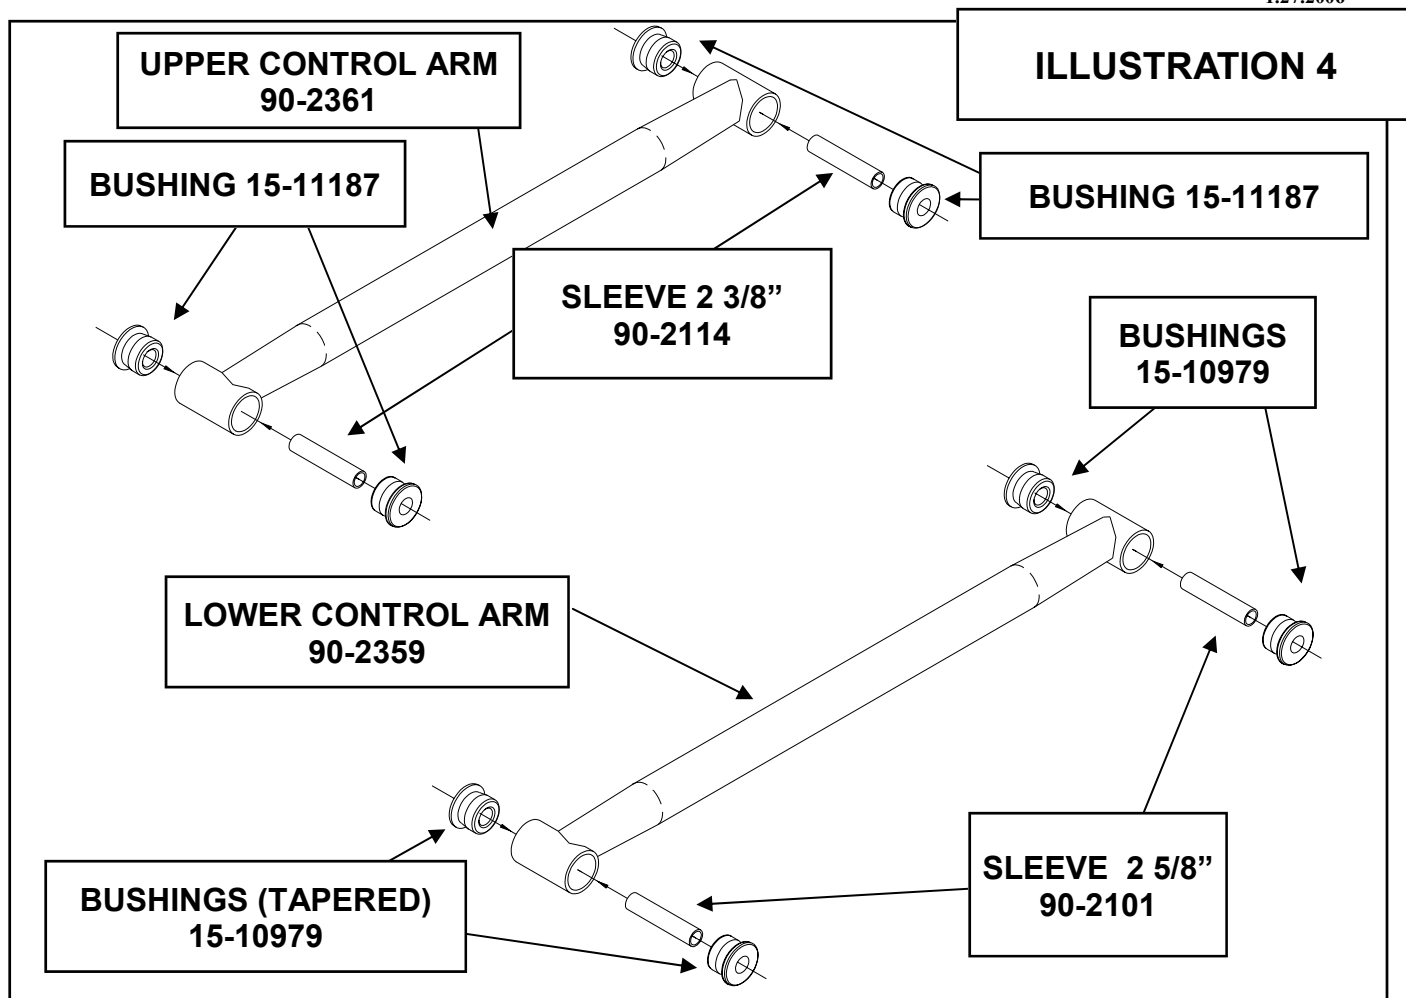 ILLUSTRATION 4
UPPER CONTROL ARM
90-2361
BUSHING 15-11187
BUSHING 15-11187
SLEEVE 2 3/8”
90-2114
BUSHINGS
15-10979
LOWER CONTROL ARM
90-2359
SLEEVE 2 5/8”
90-2101
BUSHINGS (TAPERED)
15-10979